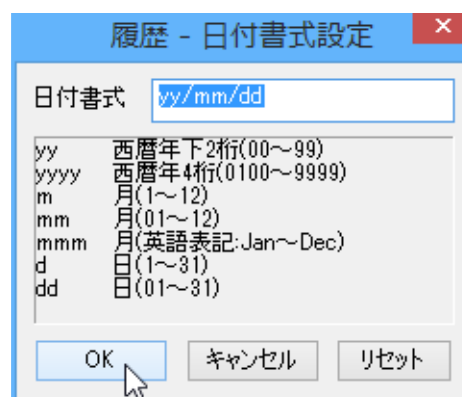 履歴 - 日付書式設定
日付書式 yy/mm/dd
yy 西暦年下2桁(00～99)
yyyy 西暦年4桁(0100～9999)
m 月(1～12)
mm 月(01～12)
mmm 月(英語表記:Jan～Dec)
d 日(1～31)
dd 日(01～31)
OK キャンセル リセット